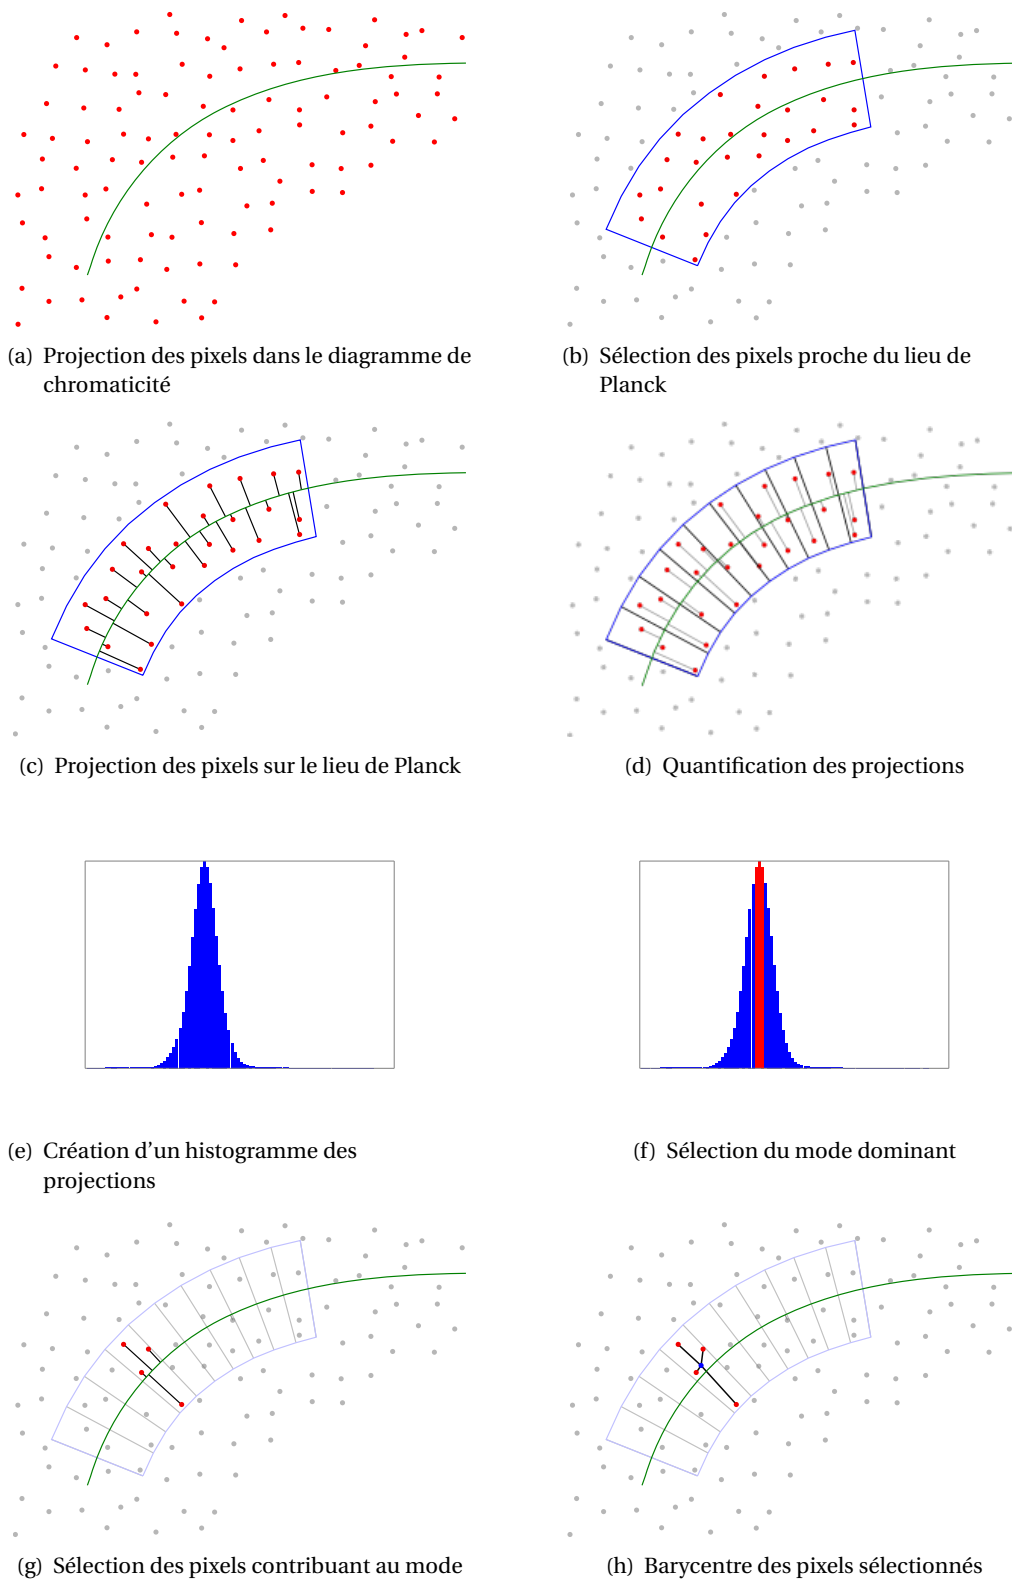 (a) Projection des pixels dans le diagramme de
chromaticité
(b) Sélection des pixels proche du lieu de
Planck
(c) Projection des pixels sur le lieu de Planck
(d) Quantification des projections
(e) Création d'un histogramme des
projections
(f) Sélection du mode dominant
(g) Sélection des pixels contribuant au mode
(h) Barycentre des pixels sélectionnés